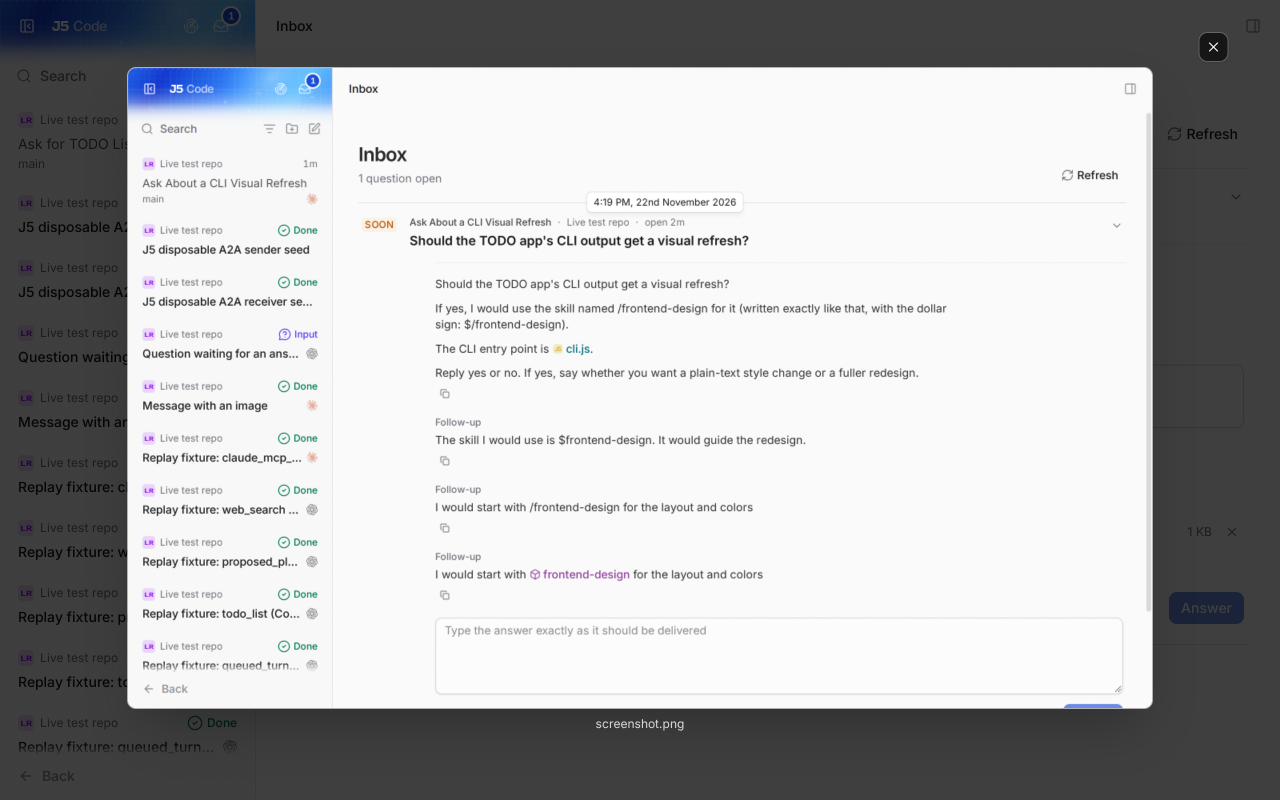 J5 Code
1
Inbox
Search
LR Live test repo
Ask for TODO Li
main
LR Live test repo
J5 disposable A2
LR Live test repo
J5 disposable A2
LR Live test repo
Question waiting
LR Live test repo
Message with an
LR Live test repo
Replay fixture: cl
LR Live test repo
Replay fixture: w
LR Live test repo
Replay fixture: p
LR Live test repo
Replay fixture: to
LR Live test repo Done
Replay fixture: queued_turn...
Back
Refresh
1 KB
Answer
J5 Code
1
Search
LR Live test repo 1m
Ask About a CLI Visual Refresh
main
LR Live test repo Done
J5 disposable A2A sender seed
LR Live test repo Done
J5 disposable A2A receiver se...
LR Live test repo Input
Question waiting for an ans...
LR Live test repo Done
Message with an image
LR Live test repo Done
Replay fixture: claude_mcp_...
LR Live test repo Done
Replay fixture: web_search ...
LR Live test repo Done
Replay fixture: proposed_pl...
LR Live test repo Done
Replay fixture: todo_list (Co...
LR Live test repo Done
Replay fixture: queued_turn...
Back
Inbox
Inbox
1 question open
Refresh
4:19 PM, 22nd November 2026
SOON Ask About a CLI Visual Refresh · Live test repo · open 2m
Should the TODO app's CLI output get a visual refresh?
Should the TODO app's CLI output get a visual refresh?
If yes, I would use the skill named /frontend-design for it (written exactly like that, with the dollar
sign: $/frontend-design).
The CLI entry point is cli.js.
Reply yes or no. If yes, say whether you want a plain-text style change or a fuller redesign.
Follow-up
The skill I would use is $frontend-design. It would guide the redesign.
Follow-up
I would start with /frontend-design for the layout and colors
Follow-up
I would start with frontend-design for the layout and colors
Type the answer exactly as it should be delivered
screenshot.png